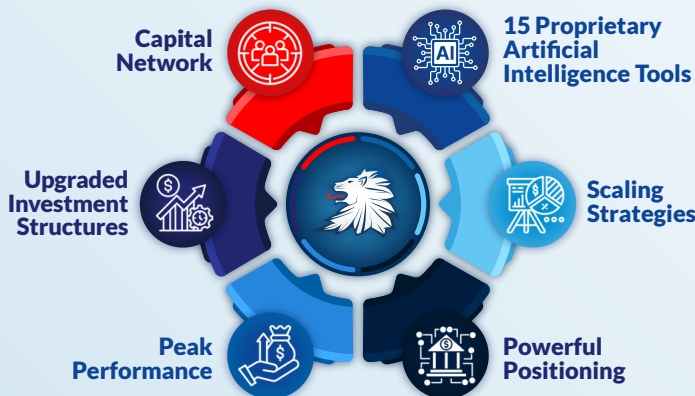 Capital
Network
15 Proprietary
Artificial
Intelligence Tools
AI
Upgraded
Investment
Structures
$
Scaling
Strategies
$
Peak
Performance
$
Powerful
Positioning
$